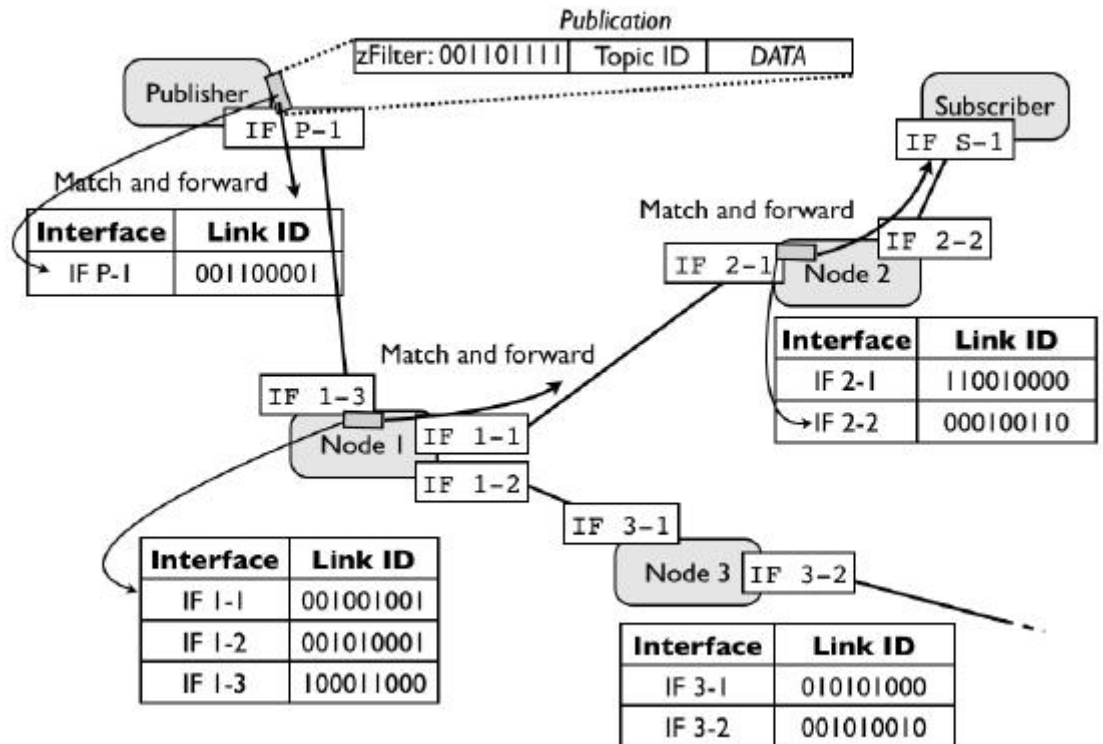 Publication
zFilter: 001101111 Topic ID DATA
Publisher
IF P-1
Subscriber
IF S-1
Match and forward
Interface Link ID
IF P-1 001100001
Match and forward
IF 2-2
IF 2-1
Node 2
Interface Link ID
IF 2-1 110010000
IF 2-2 000100110
Match and forward
IF 1-3
Node 1
IF 1-1
IF 1-2
Interface Link ID
IF 1-1 001001001
IF 1-2 001010001
IF 1-3 100011000
IF 3-1
Node 3
IF 3-2
Interface Link ID
IF 3-1 010101000
IF 3-2 001010010